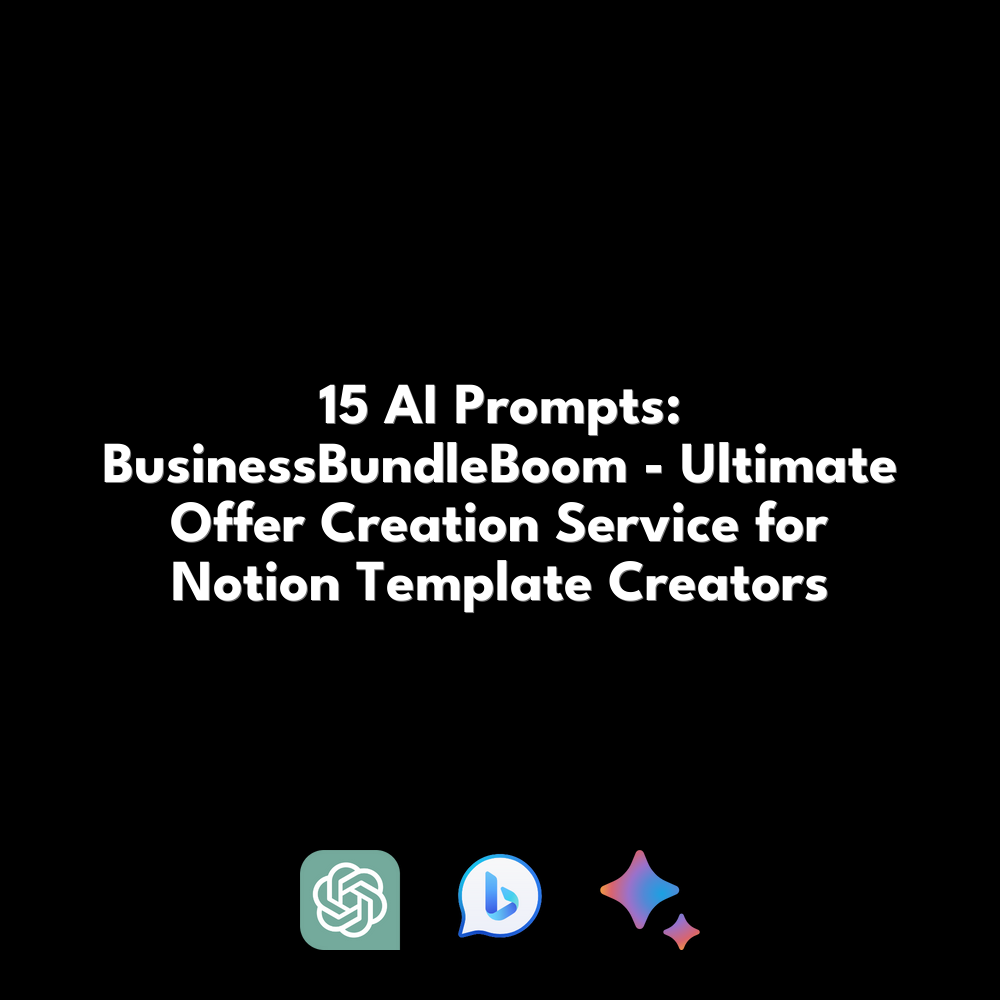 15 AI Prompts:
BusinessBundleBoom - Ultimate
Offer Creation Service for
Notion Template Creators